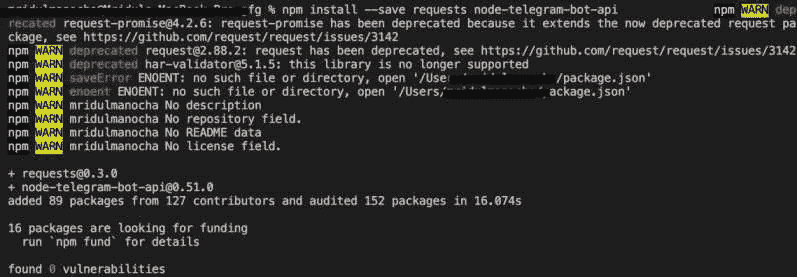 fg % npm install --save requests node-telegram-bot-api npm WARN dep
recated request-promise@4.2.6: request-promise has been deprecated because it extends the now deprecated request pa
ckage, see https://github.com/request/request/issues/3142
npm WARN deprecated request@2.88.2: request has been deprecated, see https://github.com/request/request/issues/3142
npm WARN deprecated har-validator@5.1.5: this library is no longer supported
npm WARN saveError ENOENT: no such file or directory, open '/User /package.json'
npm WARN enoent ENOENT: no such file or directory, open '/Users/ ackage.json'
npm WARN mridulmanocha No description
npm WARN mridulmanocha No repository field.
npm WARN mridulmanocha No README data
npm WARN mridulmanocha No license field.
+ requests@0.3.0
+ node-telegram-bot-api@0.51.0
added 89 packages from 127 contributors and audited 152 packages in 16.074s
16 packages are looking for funding
run `npm fund` for details
found 0 vulnerabilities